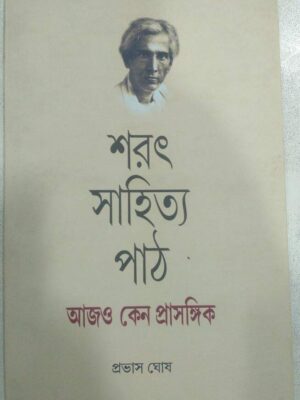 শরৎ
সাহিত্য
পাঠ
আজও কেন প্রাসঙ্গিক
প্রভাস ঘোষ